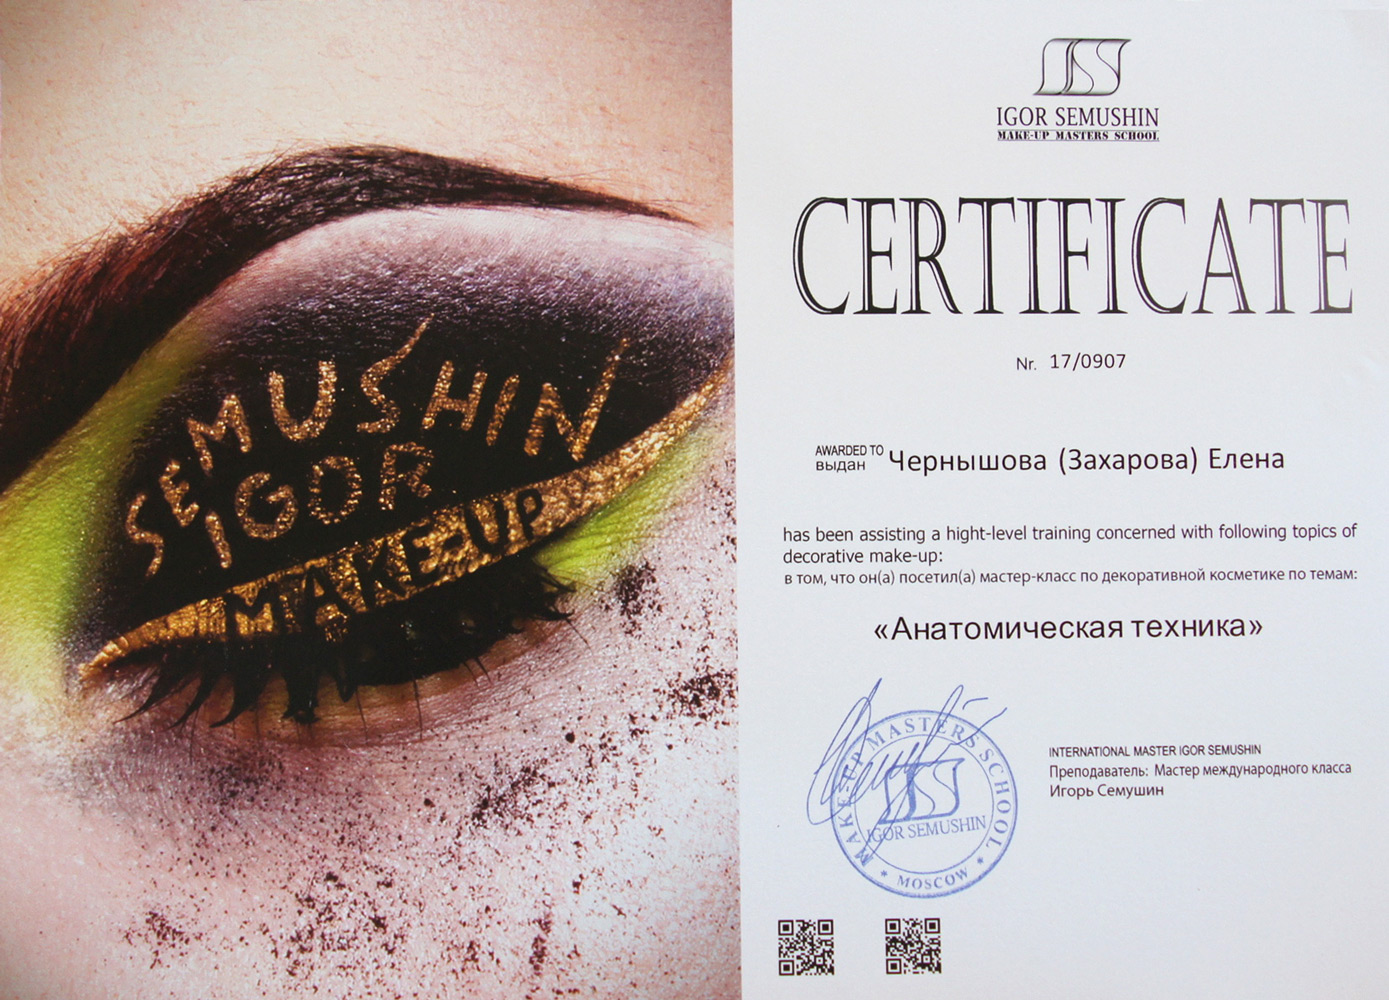 SEMUSHIN
IGOR
MAKE-UP
IGOR SEMUSHIN
MAKE-UP MASTERS SCHOOL
CERTIFICATE
Nr. 17/0907
AWARDED TO
выдан
Чернышова (Захарова) Елена
has been assisting a hight-level training concerned with following topics of
decorative make-up:
в том, что он(а) посетил(а) мастер-класс по декоративной косметике по темам:
«Анатомическая техника»
MAKE-UP MASTERS SCHOOL
IGOR SEMUSHIN
* MOSCOW *
INTERNATIONAL MASTER IGOR SEMUSHIN
Преподаватель: Мастер международного класса
Игорь Семушин